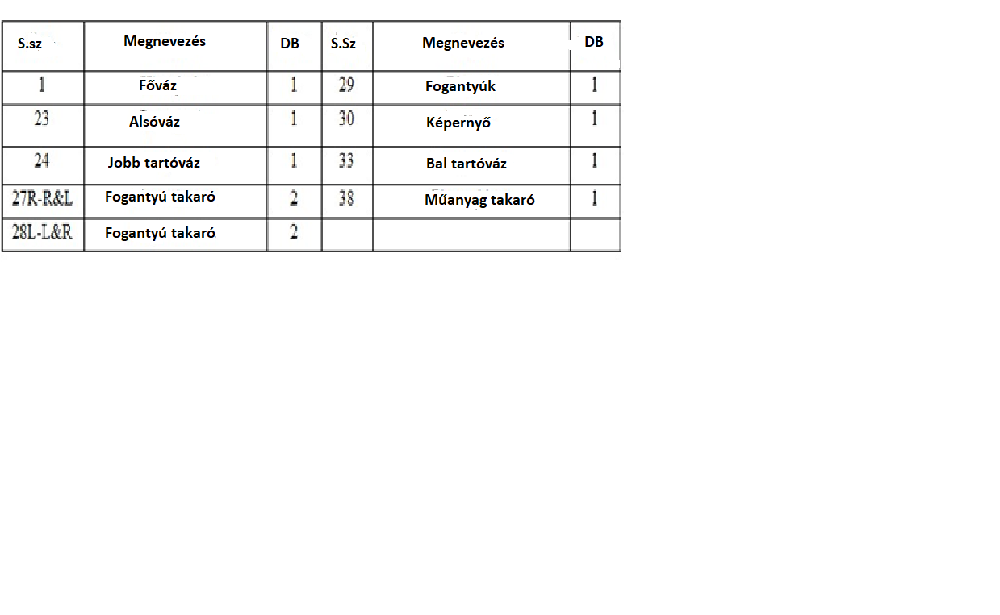 S.sz Megnevezés DB S.Sz Megnevezés DB
1 Főváz 1 29 Fogantyúk 1
23 Alsóváz 1 30 Képernyő 1
24 Jobb tartóváz 1 33 Bal tartóváz 1
27R-R&L Fogantyú takaró 2 38 Műanyag takaró 1
28L-L&R Fogantyú takaró 2